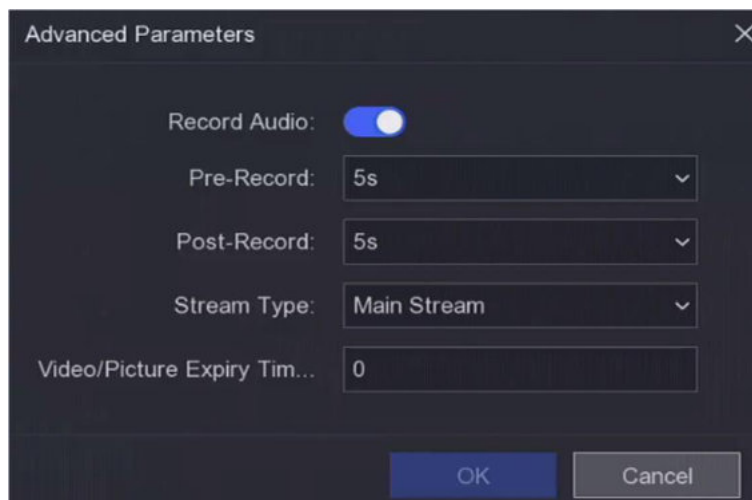 Advanced Parameters
Record Audio:
Pre-Record: 5s
Post-Record: 5s
Stream Type: Main Stream
Video/Picture Expiry Tim... 0
OK Cancel